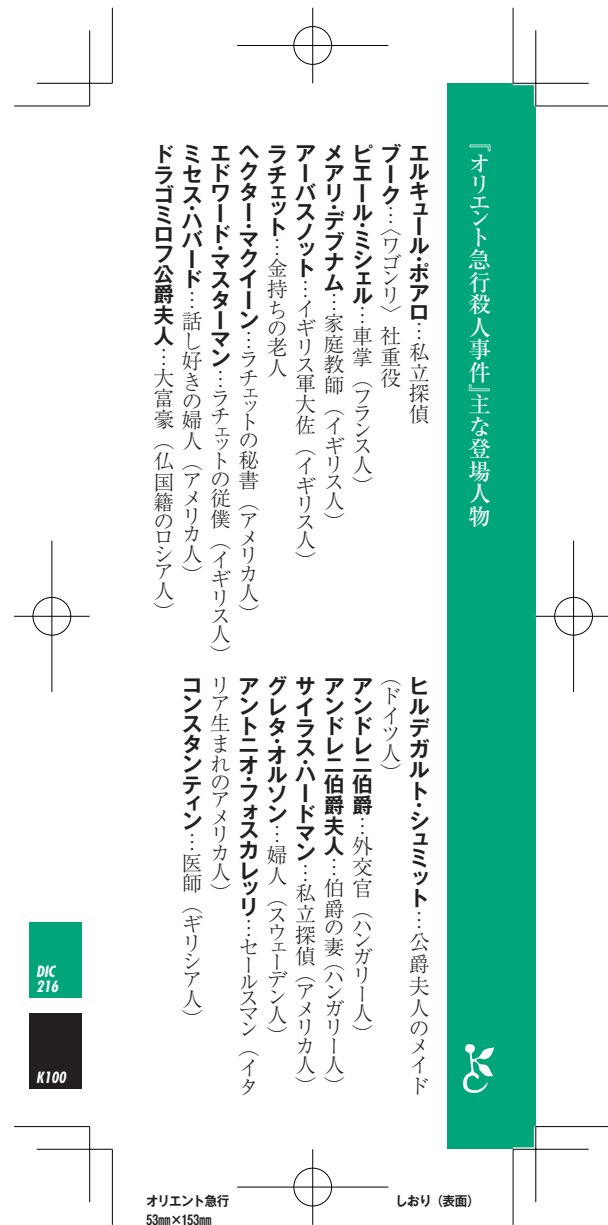 『オリエント急行殺人事件』主な登場人物
エルキュール・ポアロ…私立探偵
ブーク…〈ワゴンリ〉社重役
ピエール・ミシェル…車掌（フランス人）
メアリ・デブナム…家庭教師（イギリス人）
アーバスノット…イギリス軍大佐（イギリス人）
ラチェット…金持ちの老人
ヘクター・マクイーン…ラチェットの秘書（アメリカ人）
エドワード・マスターマン…ラチェットの従僕（イギリス人）
ミセス・ハバード…話し好きの婦人（アメリカ人）
ドラゴミロフ公爵夫人…大富豪（仏国籍のロシア人）
ヒルデガルト・シュミット…公爵夫人のメイド
（ドイツ人）
アンドレニ伯爵…外交官（ハンガリー人）
アンドレニ伯爵夫人…伯爵の妻（ハンガリー人）
サイラス・ハードマン…私立探偵（アメリカ人）
グレタ・オルソン…婦人（スウェーデン人）
アントニオ・フォスカレッリ…セールスマン（イタ
リア生まれのアメリカ人）
コンスタンティン…医師（ギリシア人）
DIC
216
K100
オリエント急行
53mm×153mm
しおり（表面）